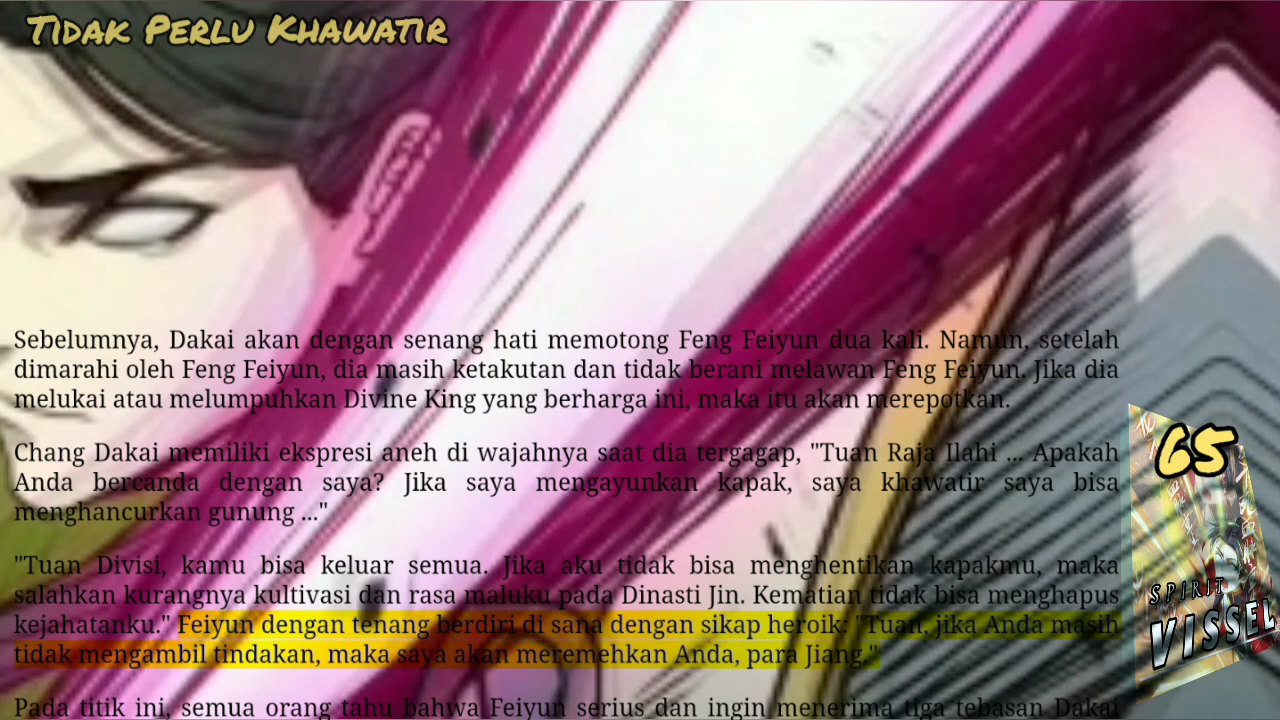 Tidak Perlu Khawatir
Sebelumnya, Dakai akan dengan senang hati memotong Feng Feiyun dua kali. Namun, setelah
dimarahi oleh Feng Feiyun, dia masih ketakutan dan tidak berani melawan Feng Feiyun. Jika dia
melukai atau melumpuhkan Divine King yang berharga ini, maka itu akan merepotkan.
Chang Dakai memiliki ekspresi aneh di wajahnya saat dia tergagap, "Tuan Raja Ilahi ... Apakah
Anda bercanda dengan saya? Jika saya mengayunkan kapak, saya khawatir saya bisa
menghancurkan gunung ..."
"Tuan Divisi, kamu bisa keluar semua. Jika aku tidak bisa menghentikan kapakmu, maka
salahkan kurangnya kultivasi dan rasa maluku pada Dinasti Jin. Kematian tidak bisa menghapus
kejahatanku." Feiyun dengan tenang berdiri di sana dengan sikap heroik: "Tuan, jika Anda masih
tidak mengambil tindakan, maka saya akan meremehkan Anda, para Jiang."
Pada titik ini, semua orang tahu bahwa Feiyun serius dan ingin menerima tiga tebasan Dakai
65
SPIRIT
VISSEL